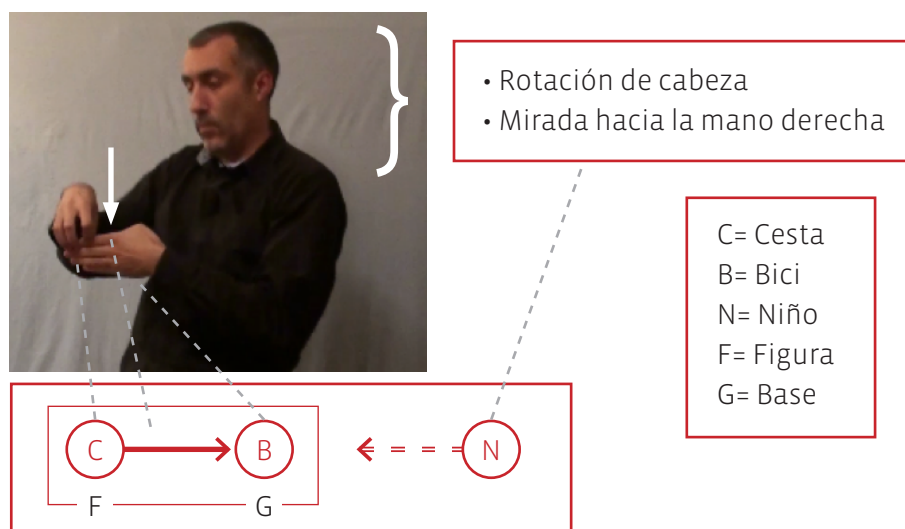 • Rotación de cabeza
• Mirada hacia la mano derecha
C= Cesta
B= Bici
N= Niño
F= Figura
G= Base
C B N
F G